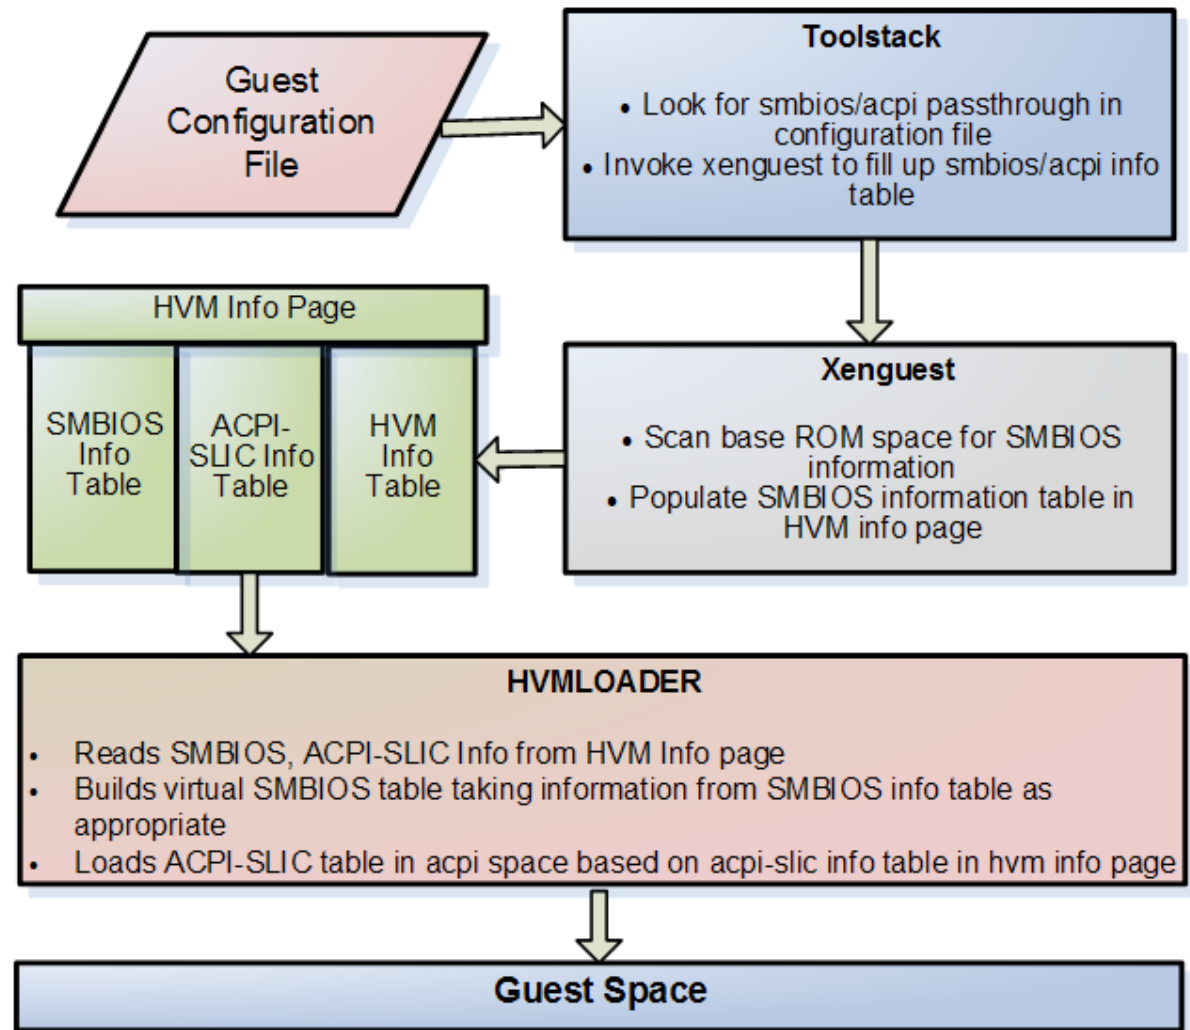 Guest
Configuration
File
Toolstack
• Look for smbios/acpi passthrough in
configuration file
• Invoke xenguest to fill up smbios/acpi info
table
HVM Info Page
SMBIOS
Info
Table
ACPI-
SLIC Info
Table
HVM
Info
Table
Xenguest
• Scan base ROM space for SMBIOS
information
• Populate SMBIOS information table in
HVM info page
HVMLOADER
• Reads SMBIOS, ACPI-SLIC Info from HVM Info page
• Builds virtual SMBIOS table taking information from SMBIOS info table as
appropriate
• Loads ACPI-SLIC table in acpi space based on acpi-slic info table in hvm info page
Guest Space